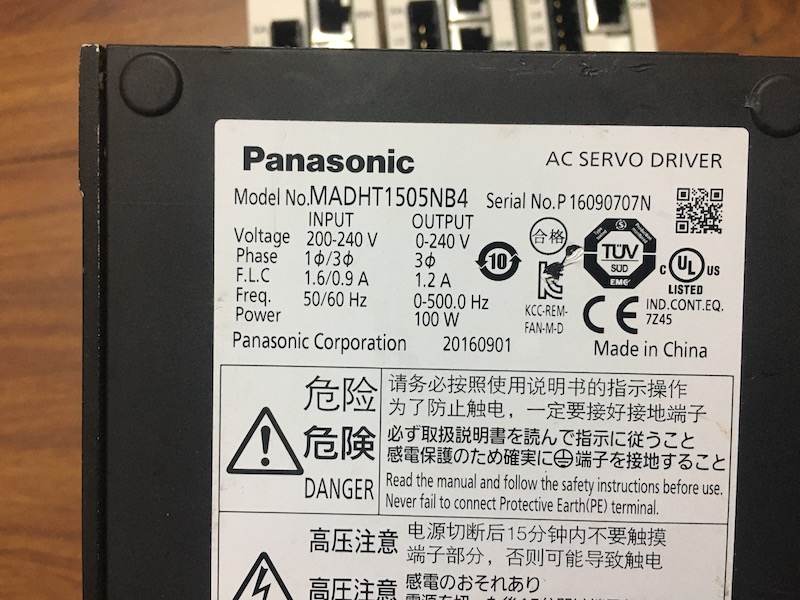 Panasonic
AC SERVO DRIVER
Model No.MADHT1505NB4 Serial No.P16090707N
INPUT OUTPUT
Voltage 200-240 V 0-240 V
Phase 1φ/3φ 3φ
F.L.C 1.6/0.9 A 1.2 A
Freq. 50/60 Hz 0-500.0 Hz
Power 100 W
Panasonic Corporation 20160901
10
合格
KCC-REM-
FAN-M-D
TÜV
SÜD
EMC
CE
C UL US
LISTED
IND.CONT.EQ.
7Z45
Made in China
危险
请务必按照使用说明书的指示操作
为了防止触电，一定要接好接地端子
危険
必ず取扱説明書を読んで指示に従うこと
感電保護のため確実に端子を接地すること
DANGER
Read the manual and follow the safety instructions before use.
Never fail to connect Protective Earth(PE) terminal.
高压注意
电源切断后15分钟内不要触摸
端子部分，否则可能导致触电
高圧注意
感電のおそれあり